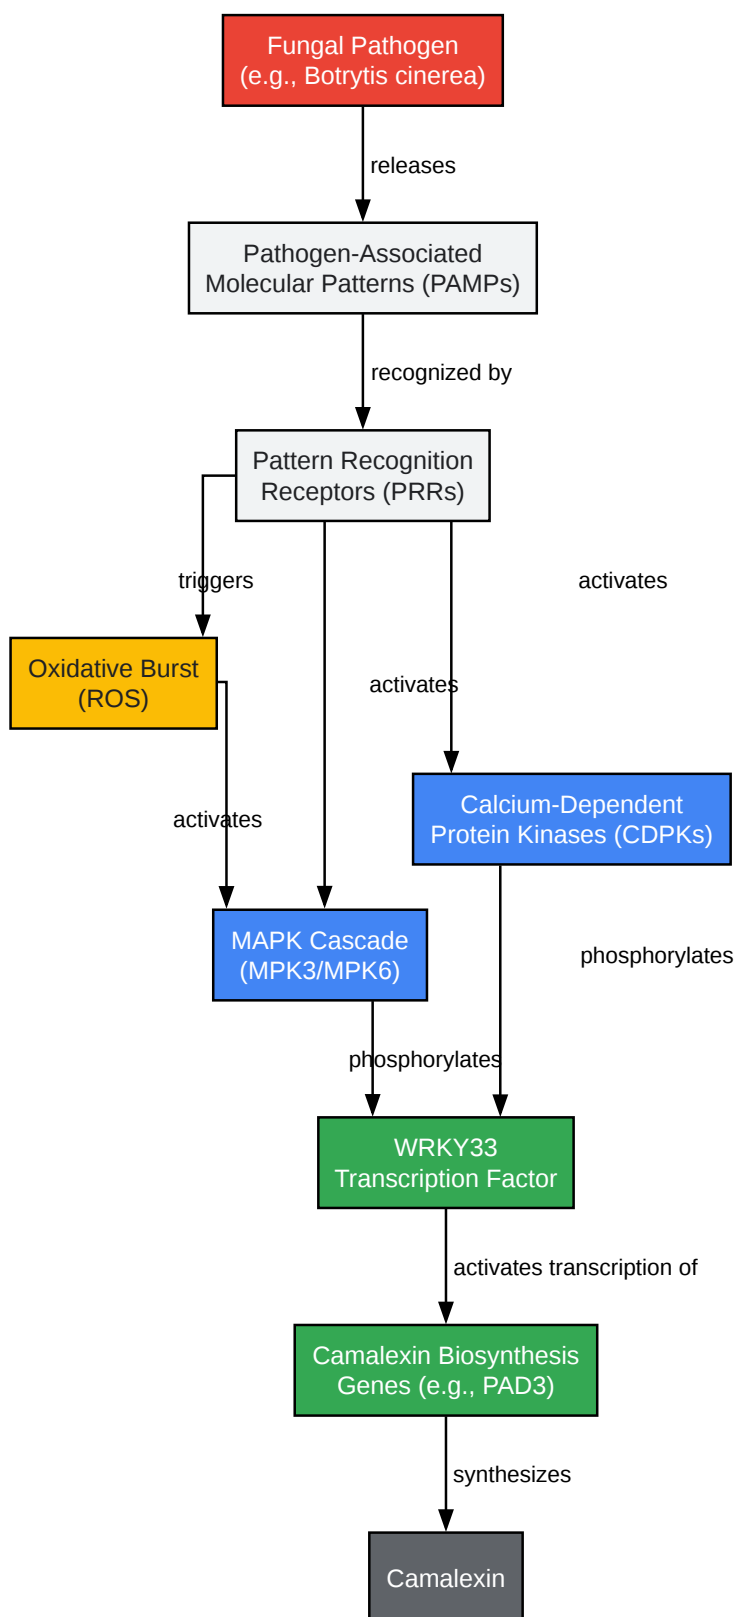 Fungal Pathogen
(e.g., Botrytis cinerea)
releases
Pathogen-Associated
Molecular Patterns (PAMPs)
recognized by
Pattern Recognition
Receptors (PRRs)
triggers
activates
Oxidative Burst
(ROS)
activates
Calcium-Dependent
Protein Kinases (CDPKs)
activates
MAPK Cascade
(MPK3/MPK6)
phosphorylates
phosphorylates
WRKY33
Transcription Factor
activates transcription of
Camalexin Biosynthesis
Genes (e.g., PAD3)
synthesizes
Camalexin